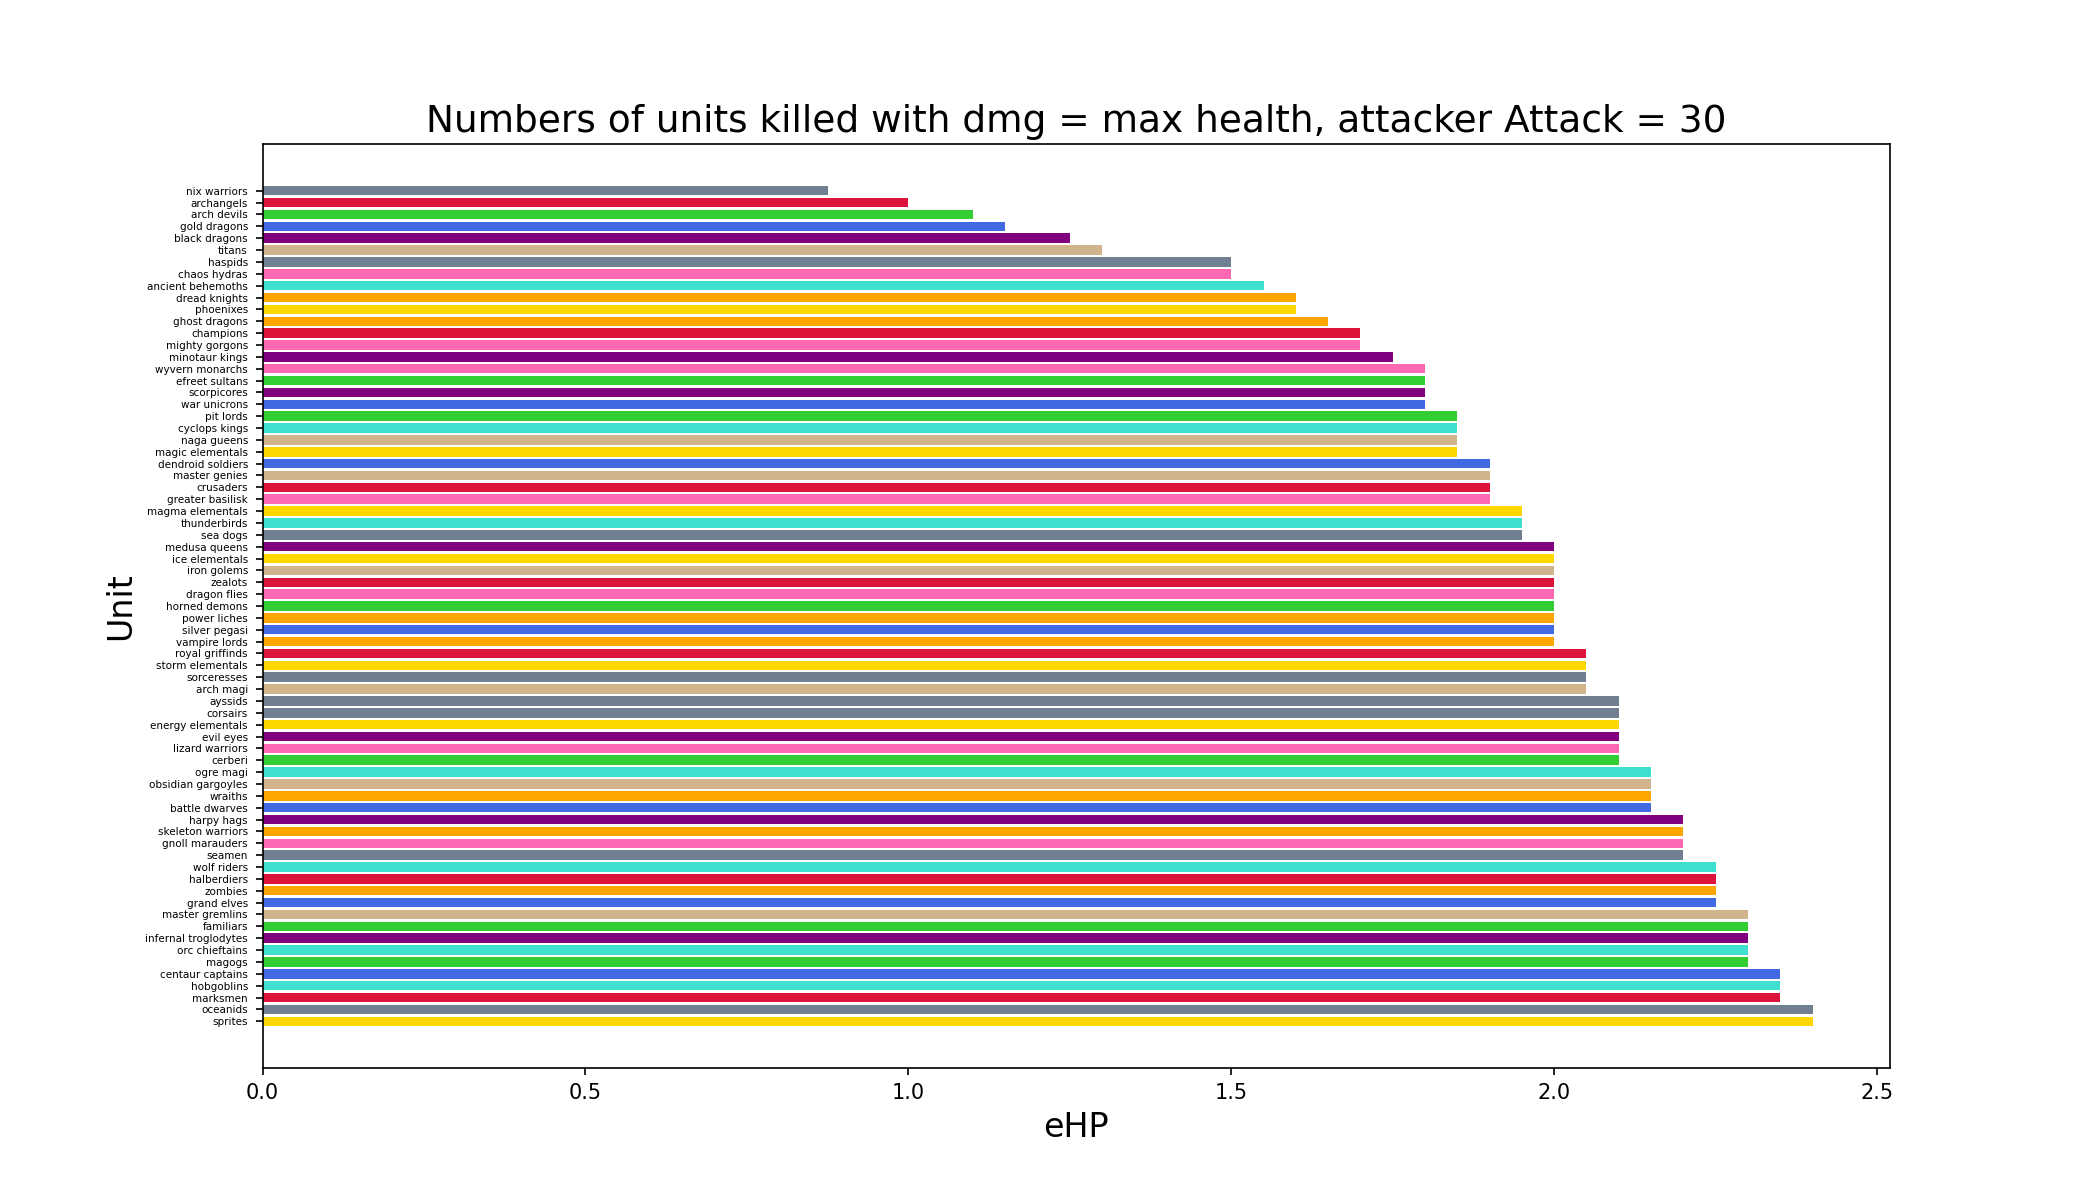 Numbers of units killed with dmg = max health, attacker Attack = 30
nix warriors
archangels
arch devils
gold dragons
black dragons
titans
haspids
chaos hydras
ancient behemoths
dread knights
phoenixes
ghost dragons
champions
mighty gorgons
minotaur kings
wyvern monarchs
efreet sultans
scorpicores
war unicrons
pit lords
cyclops kings
naga gueens
magic elementals
dendroid soldiers
master genies
crusaders
greater basilisk
magma elementals
thunderbirds
sea dogs
medusa queens
ice elementals
iron golems
zealots
dragon flies
horned demons
power liches
silver pegasi
vampire lords
royal griffinds
storm elementals
sorceresses
arch magi
ayssids
corsairs
energy elementals
evil eyes
lizard warriors
cerberi
ogre magi
obsidian gargoyles
wraiths
battle dwarves
harpy hags
skeleton warriors
gnoll marauders
seamen
wolf riders
halberdiers
zombies
grand elves
master gremlins
familiars
infernal troglodytes
orc chieftains
magogs
centaur captains
hobgoblins
marksmen
oceanids
sprites
Unit
0.0 0.5 1.0 1.5 2.0 2.5
eHP